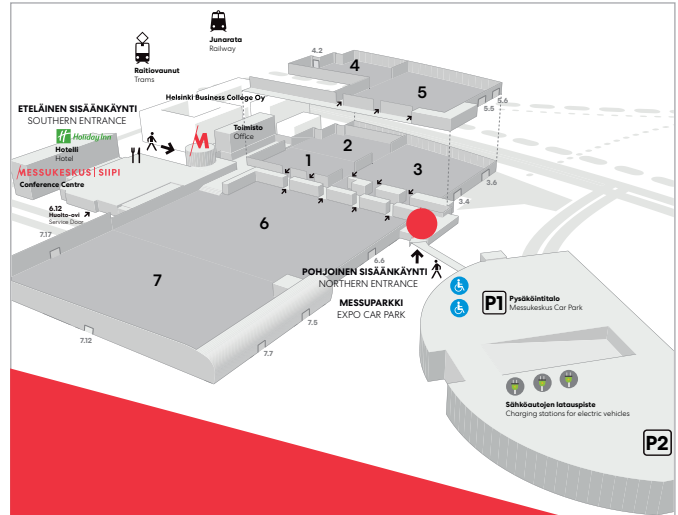 Junarata
Railway
Raitiovaunut
Trams
4.2
4
5
5.6
5.5
Helsinki Business College Oy
ETELÄINEN SISÄÄNKÄYNTI
SOUTHERN ENTRANCE
H Holiday Inn
Hotelli
Hotel
MESSUKESKUS | SIIPI
Conference Centre
M
Toimisto
Office
1
2
3
3.6
3.4
6.12
Huolto-ovi
Service Door
7.17
6
6.6
7
POHJOINEN SISÄÄNKÄYNTI
NORTHERN ENTRANCE
MESSUPARKKI
EXPO CAR PARK
P1
Pysäköintitalo
Messukeskus Car Park
7.5
7.12
7.7
Sähköautojen latauspiste
Charging stations for electric vehicles
P2